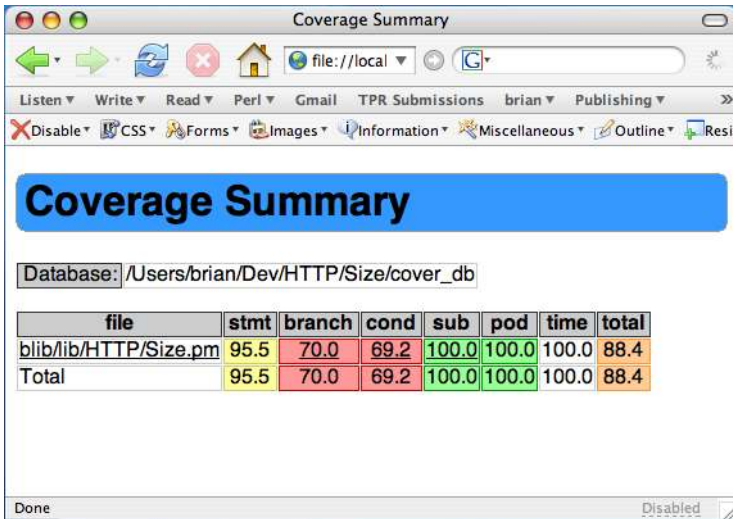 Coverage Summary
file://local
G
Listen Write Read Perl Gmail TPR Submissions brian Publishing »
Disable CSS Forms Images Information Miscellaneous Outline Resi
Coverage Summary
Database: /Users/brian/Dev/HTTP/Size/cover_db
file stmt branch cond sub pod time total
blib/lib/HTTP/Size.pm 95.5 70.0 69.2 100.0 100.0 100.0 88.4
Total 95.5 70.0 69.2 100.0 100.0 100.0 88.4
Done Disabled